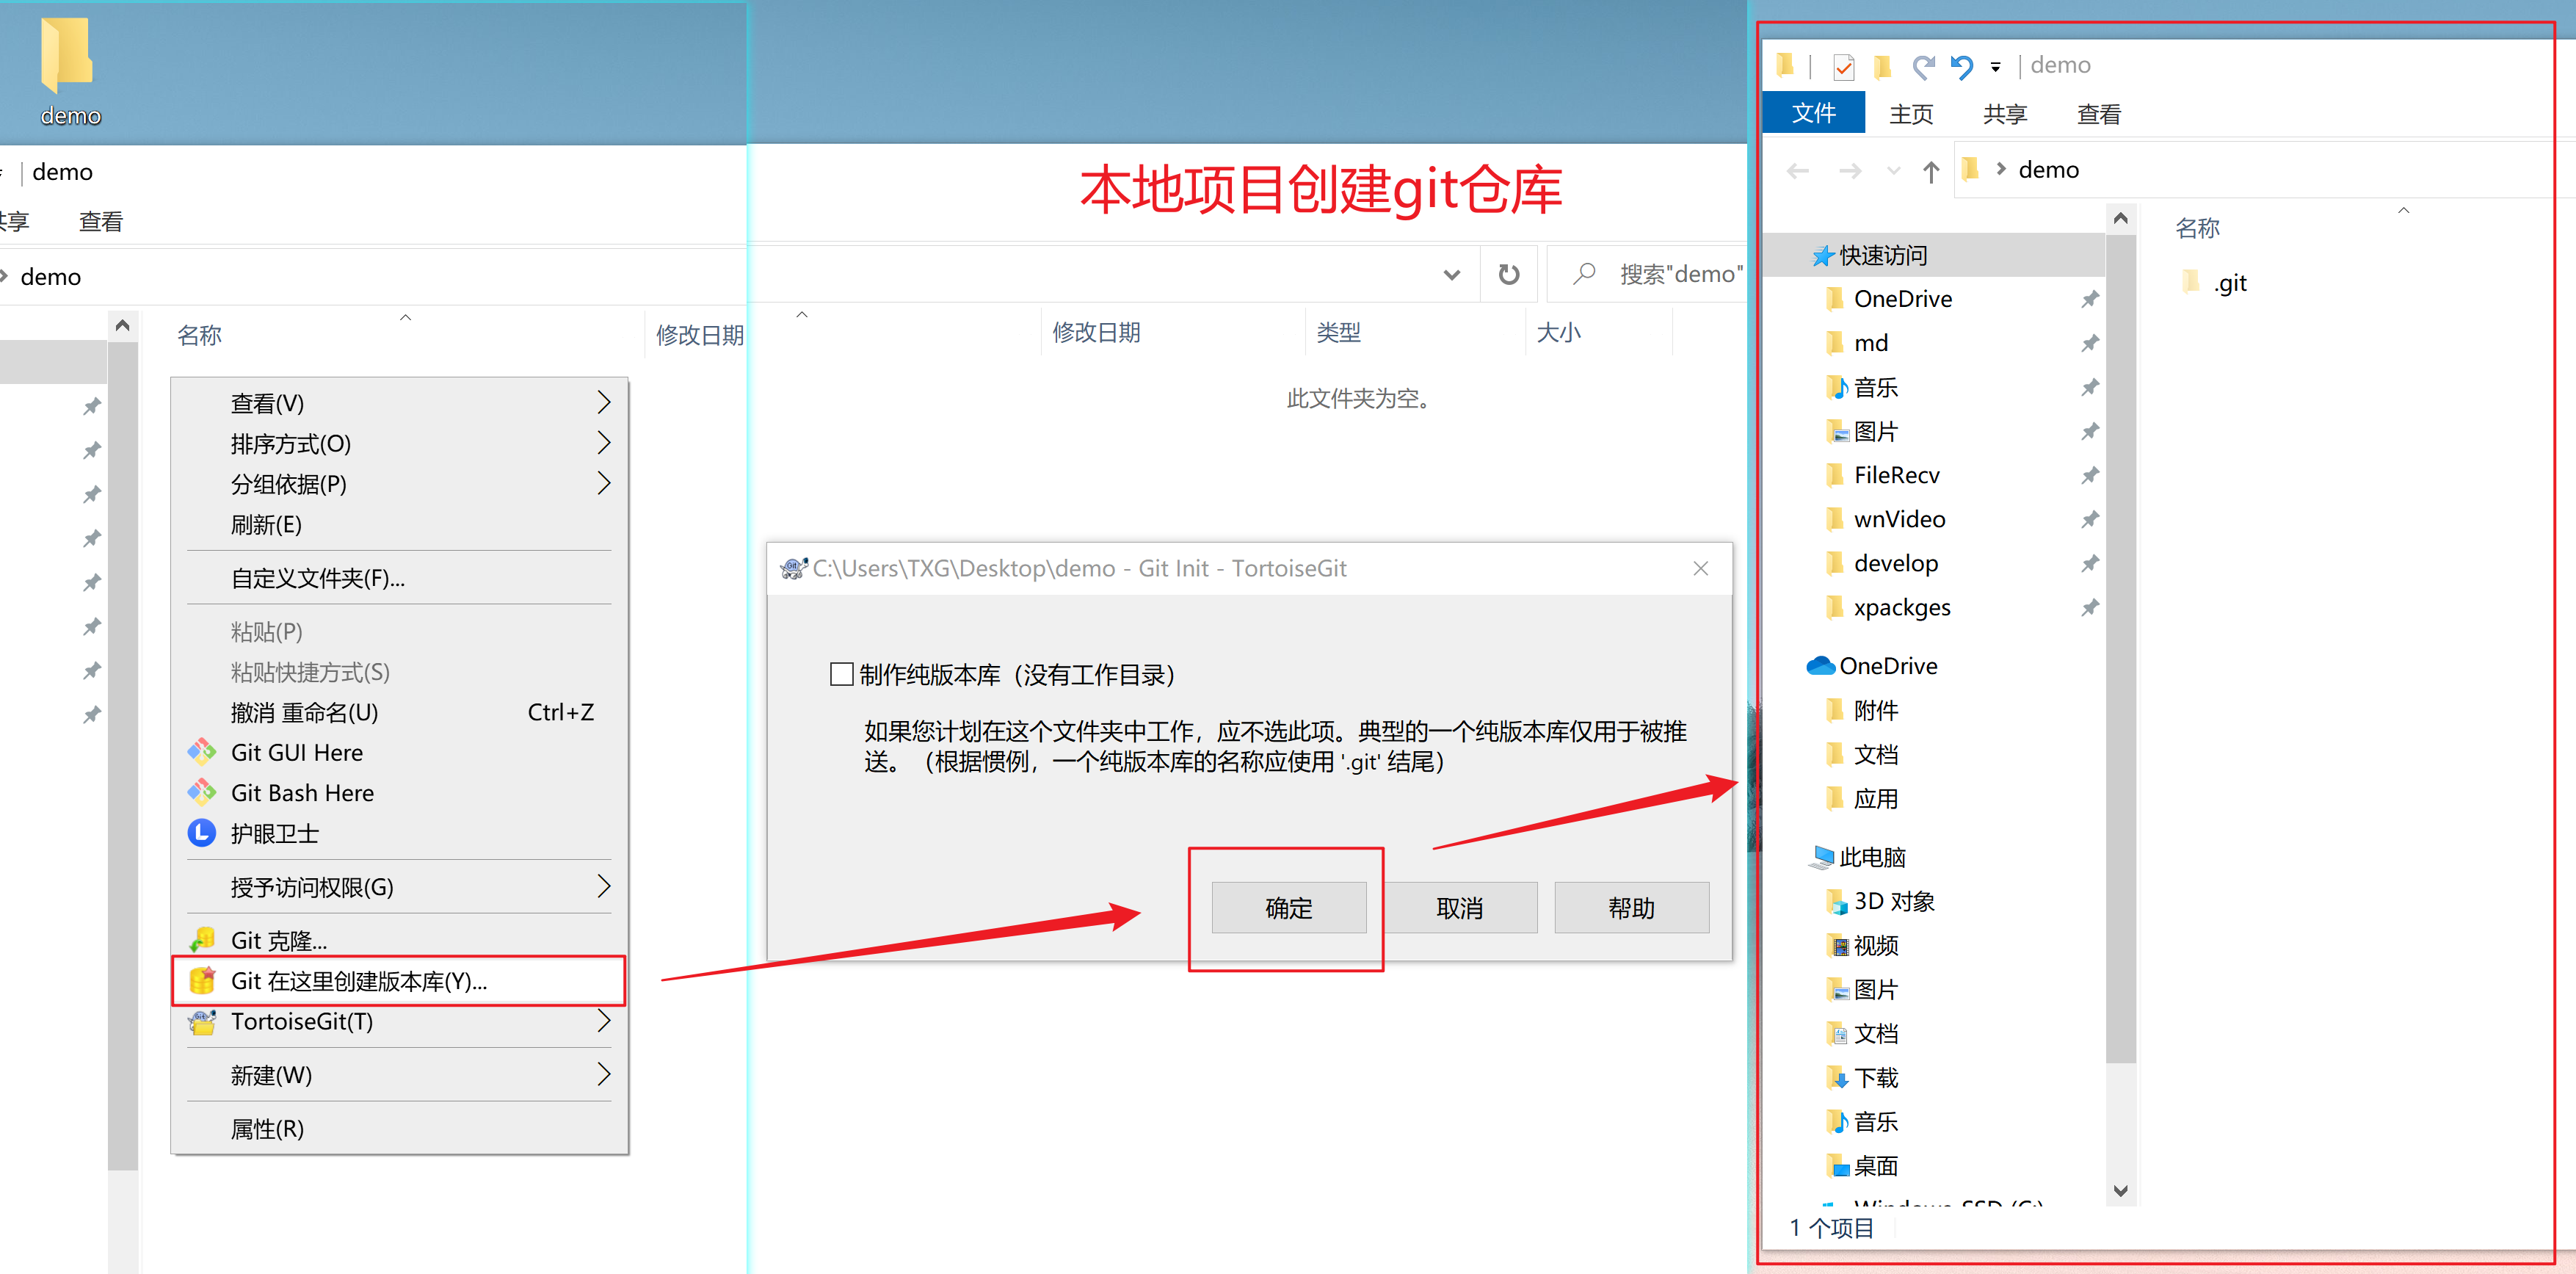 demo
demo
共享
查看
demo
名称
修改日期
查看(V)
排序方式(O)
分组依据(P)
刷新(E)
自定义文件夹(F)...
粘贴(P)
粘贴快捷方式(S)
撤消 重命名(U) Ctrl+Z
Git GUI Here
Git Bash Here
护眼卫士
授予访问权限(G)
Git 克隆...
Git 在这里创建版本库(Y)...
TortoiseGit(T)
新建(W)
属性(R)
本地项目创建git仓库
搜索"demo"
修改日期
类型
大小
此文件夹为空。
C:\Users\TXG\Desktop\demo - Git Init - TortoiseGit
制作纯版本库（没有工作目录）
如果您计划在这个文件夹中工作，应不选此项。典型的一个纯版本库仅用于被推
送。（根据惯例，一个纯版本库的名称应使用 '.git' 结尾）
确定
取消
帮助
demo
文件
主页
共享
查看
demo
名称
.git
快速访问
OneDrive
md
音乐
图片
FileRecv
wnVideo
develop
xpackges
OneDrive
附件
文档
应用
此电脑
3D 对象
视频
图片
文档
下载
音乐
桌面
Windows-SSD (C:)
1 个项目